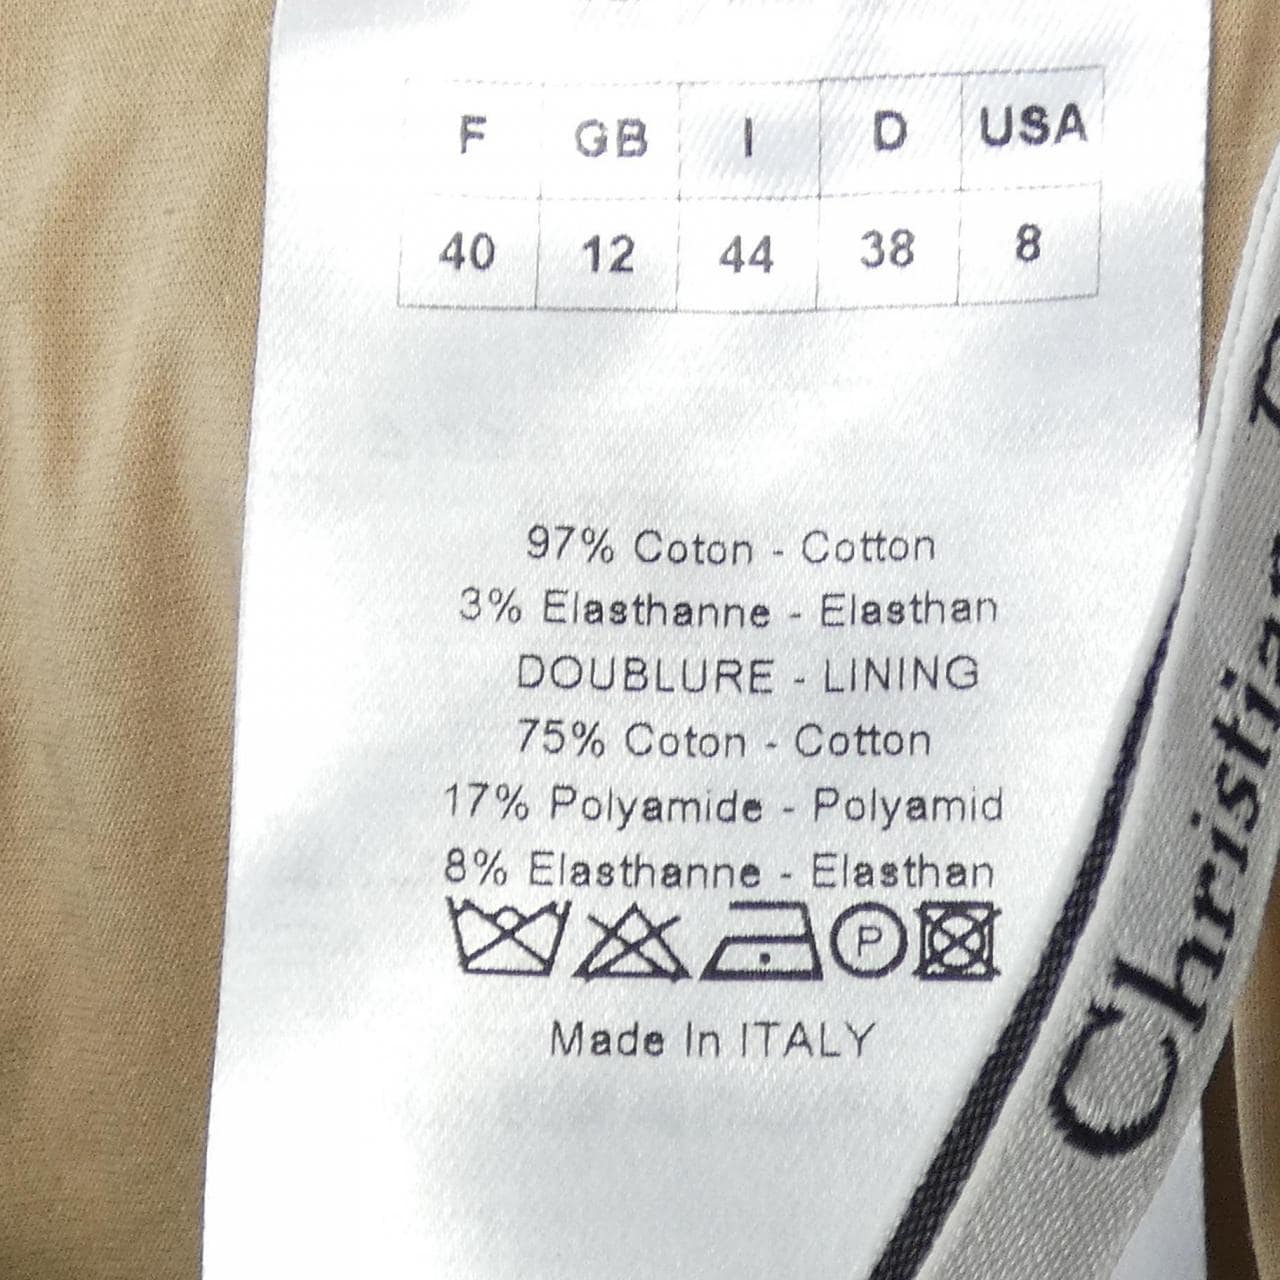 F GB I D USA
40 12 44 38 8
97% Coton - Cotton
3% Elasthanne - Elasthan
DOUBLURE - LINING
75% Coton - Cotton
17% Polyamide - Polyamid
8% Elasthanne - Elasthan
P
Made In ITALY
Christian